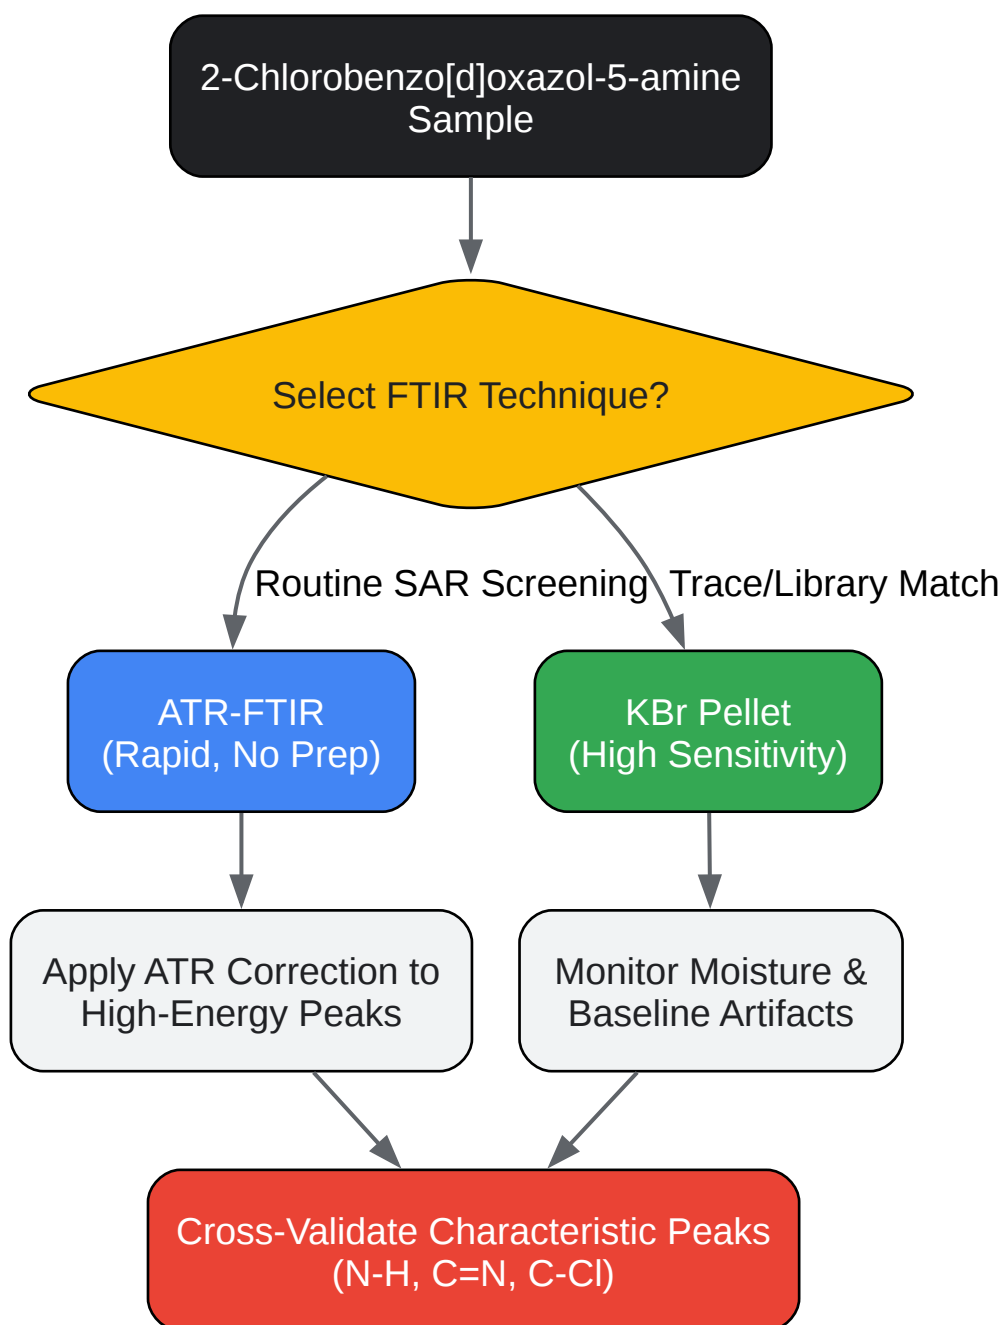 2-Chlorobenzo[d]oxazol-5-amine
Sample
Select FTIR Technique?
Routine SAR Screening
Trace/Library Match
ATR-FTIR
(Rapid, No Prep)
KBr Pellet
(High Sensitivity)
Apply ATR Correction to
High-Energy Peaks
Monitor Moisture &
Baseline Artifacts
Cross-Validate Characteristic Peaks
(N-H, C=N, C-Cl)